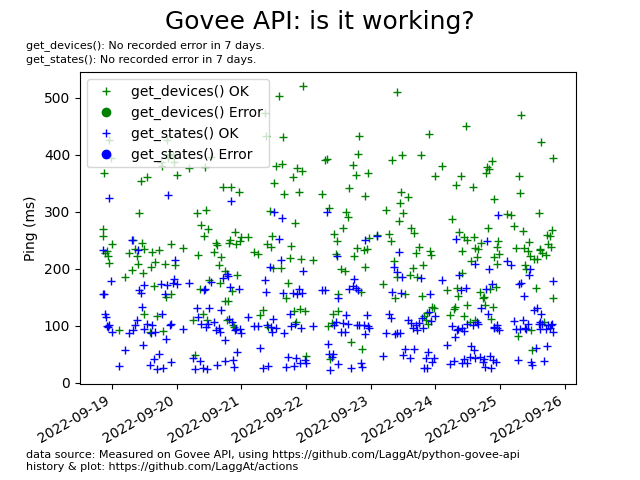 Govee API: is it working?
get_devices(): No recorded error in 7 days.
get_states(): No recorded error in 7 days.
get_devices() OK
get_devices() Error
get_states() OK
get_states() Error
Ping (ms)
500
400
300
200
100
0
2022-09-19
2022-09-20
2022-09-21
2022-09-22
2022-09-23
2022-09-24
2022-09-25
2022-09-26
data source: Measured on Govee API, using https://github.com/LaggAt/python-govee-api
history & plot: https://github.com/LaggAt/actions